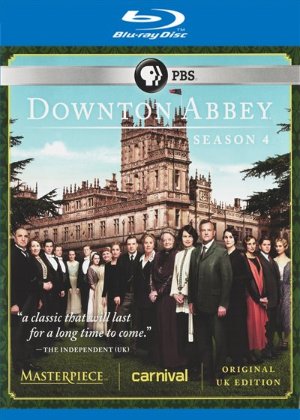 Blu-ray Disc
PBS
DOWNTON ABBEY
SEASON 4
"a classic that will last
for a long time to come."
— THE INDEPENDENT (UK)
MASTERPIECE
carnival
ORIGINAL
UK EDITION